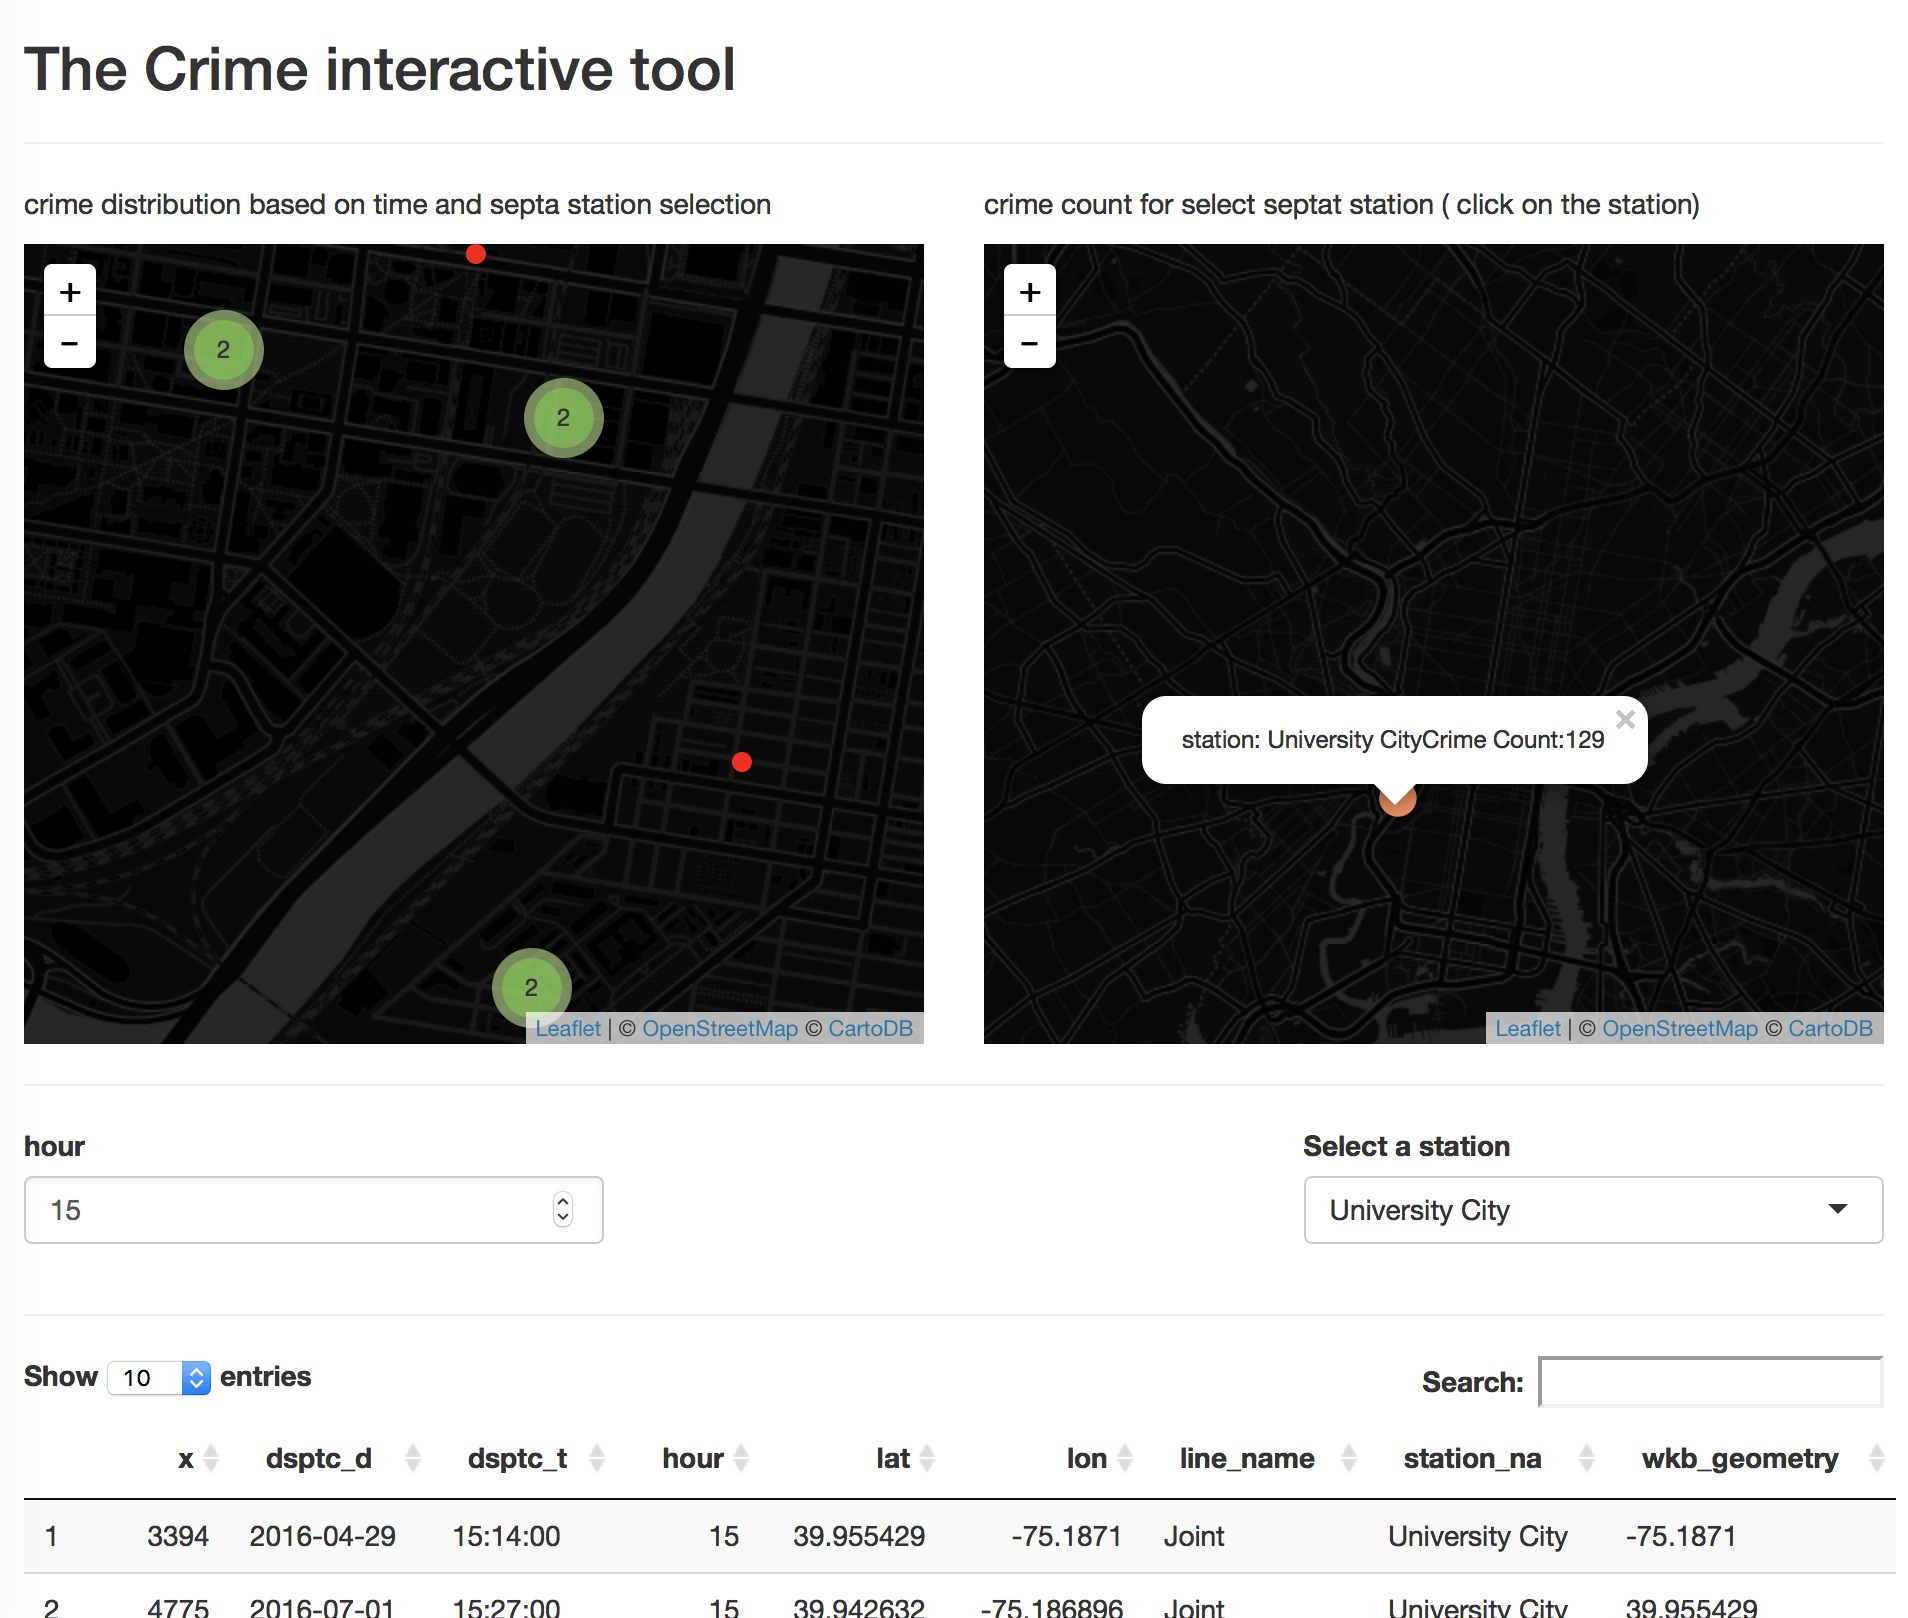 The Crime interactive tool
crime distribution based on time and septa station selection
crime count for select septat station ( click on the station)
+
−
2
2
2
Leaflet | © OpenStreetMap © CartoDB
+
−
station: University CityCrime Count:129
×
Leaflet | © OpenStreetMap © CartoDB
hour
15
Select a station
University City
Show 10 entries
Search:
x dsptc_d dsptc_t hour lat lon line_name station_na wkb_geometry
1 3394 2016-04-29 15:14:00 15 39.955429 -75.1871 Joint University City -75.1871
2 4775 2016-07-01 15:27:00 15 39.942632 -75.186896 Joint University City 39.955429